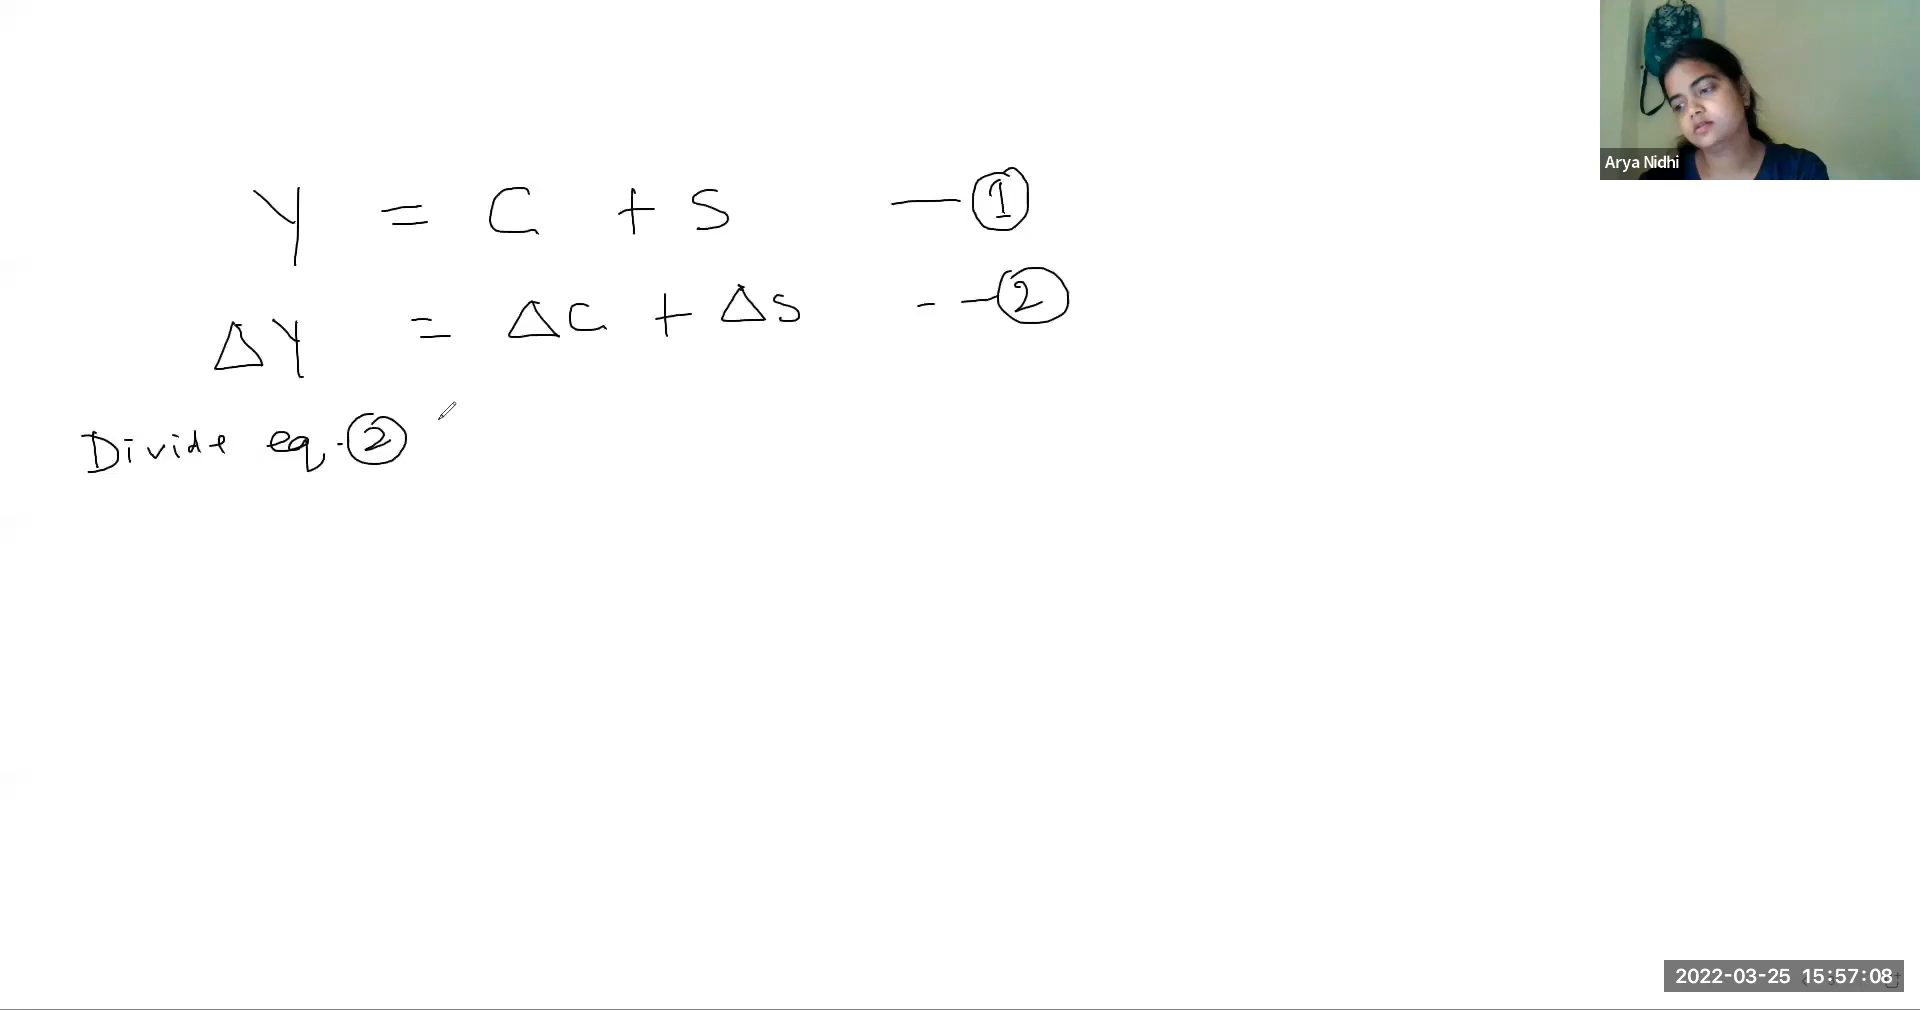 Y = C + S — ①
ΔY = ΔC + ΔS - - ②
Divide eq. ②
Arya Nidhi
2022-03-25 15:57:08